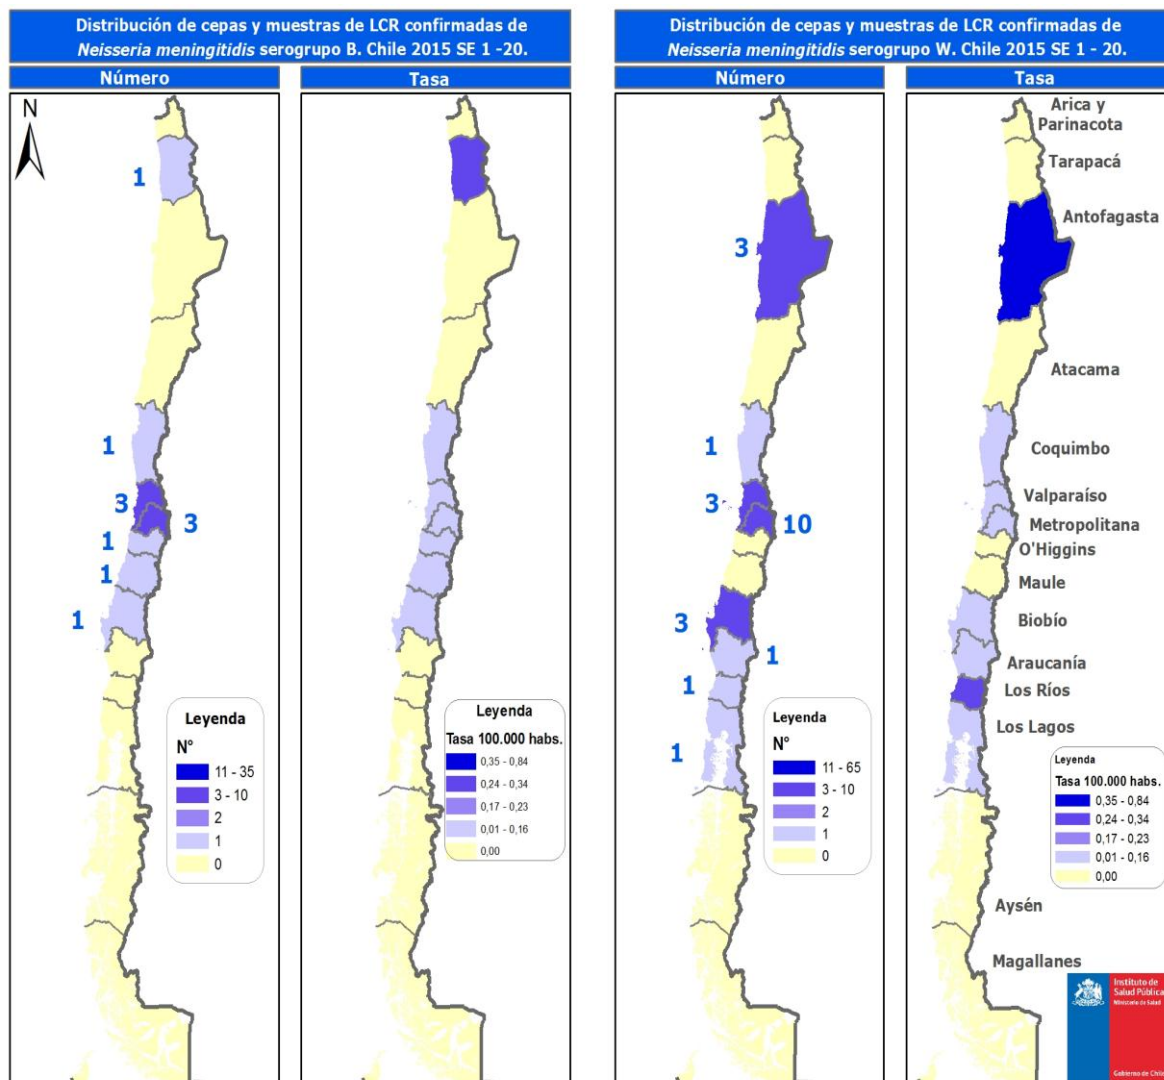 Distribución de cepas y muestras de LCR confirmadas de
Neisseria meningitidis serogrupo B. Chile 2015 SE 1 -20.
Número
Tasa
N
1
1
3
3
1
1
1
Leyenda
N°
11 - 35
3 - 10
2
1
0
Leyenda
Tasa 100.000 habs.
0,35 - 0,84
0,24 - 0,34
0,17 - 0,23
0,01 - 0,16
0,00
Distribución de cepas y muestras de LCR confirmadas de
Neisseria meningitidis serogrupo W. Chile 2015 SE 1 - 20.
Número
Tasa
3
1
3
10
3
1
1
1
Leyenda
N°
11 - 65
3 - 10
2
1
0
Arica y
Parinacota
Tarapacá
Antofagasta
Atacama
Coquimbo
Valparaíso
Metropolitana
O'Higgins
Maule
Biobío
Araucanía
Los Ríos
Los Lagos
Leyenda
Tasa 100.000 habs.
0,35 - 0,84
0,24 - 0,34
0,17 - 0,23
0,01 - 0,16
0,00
Aysén
Magallanes
Instituto de
Salud Pública
Ministerio de Salud
Gobierno de Chile